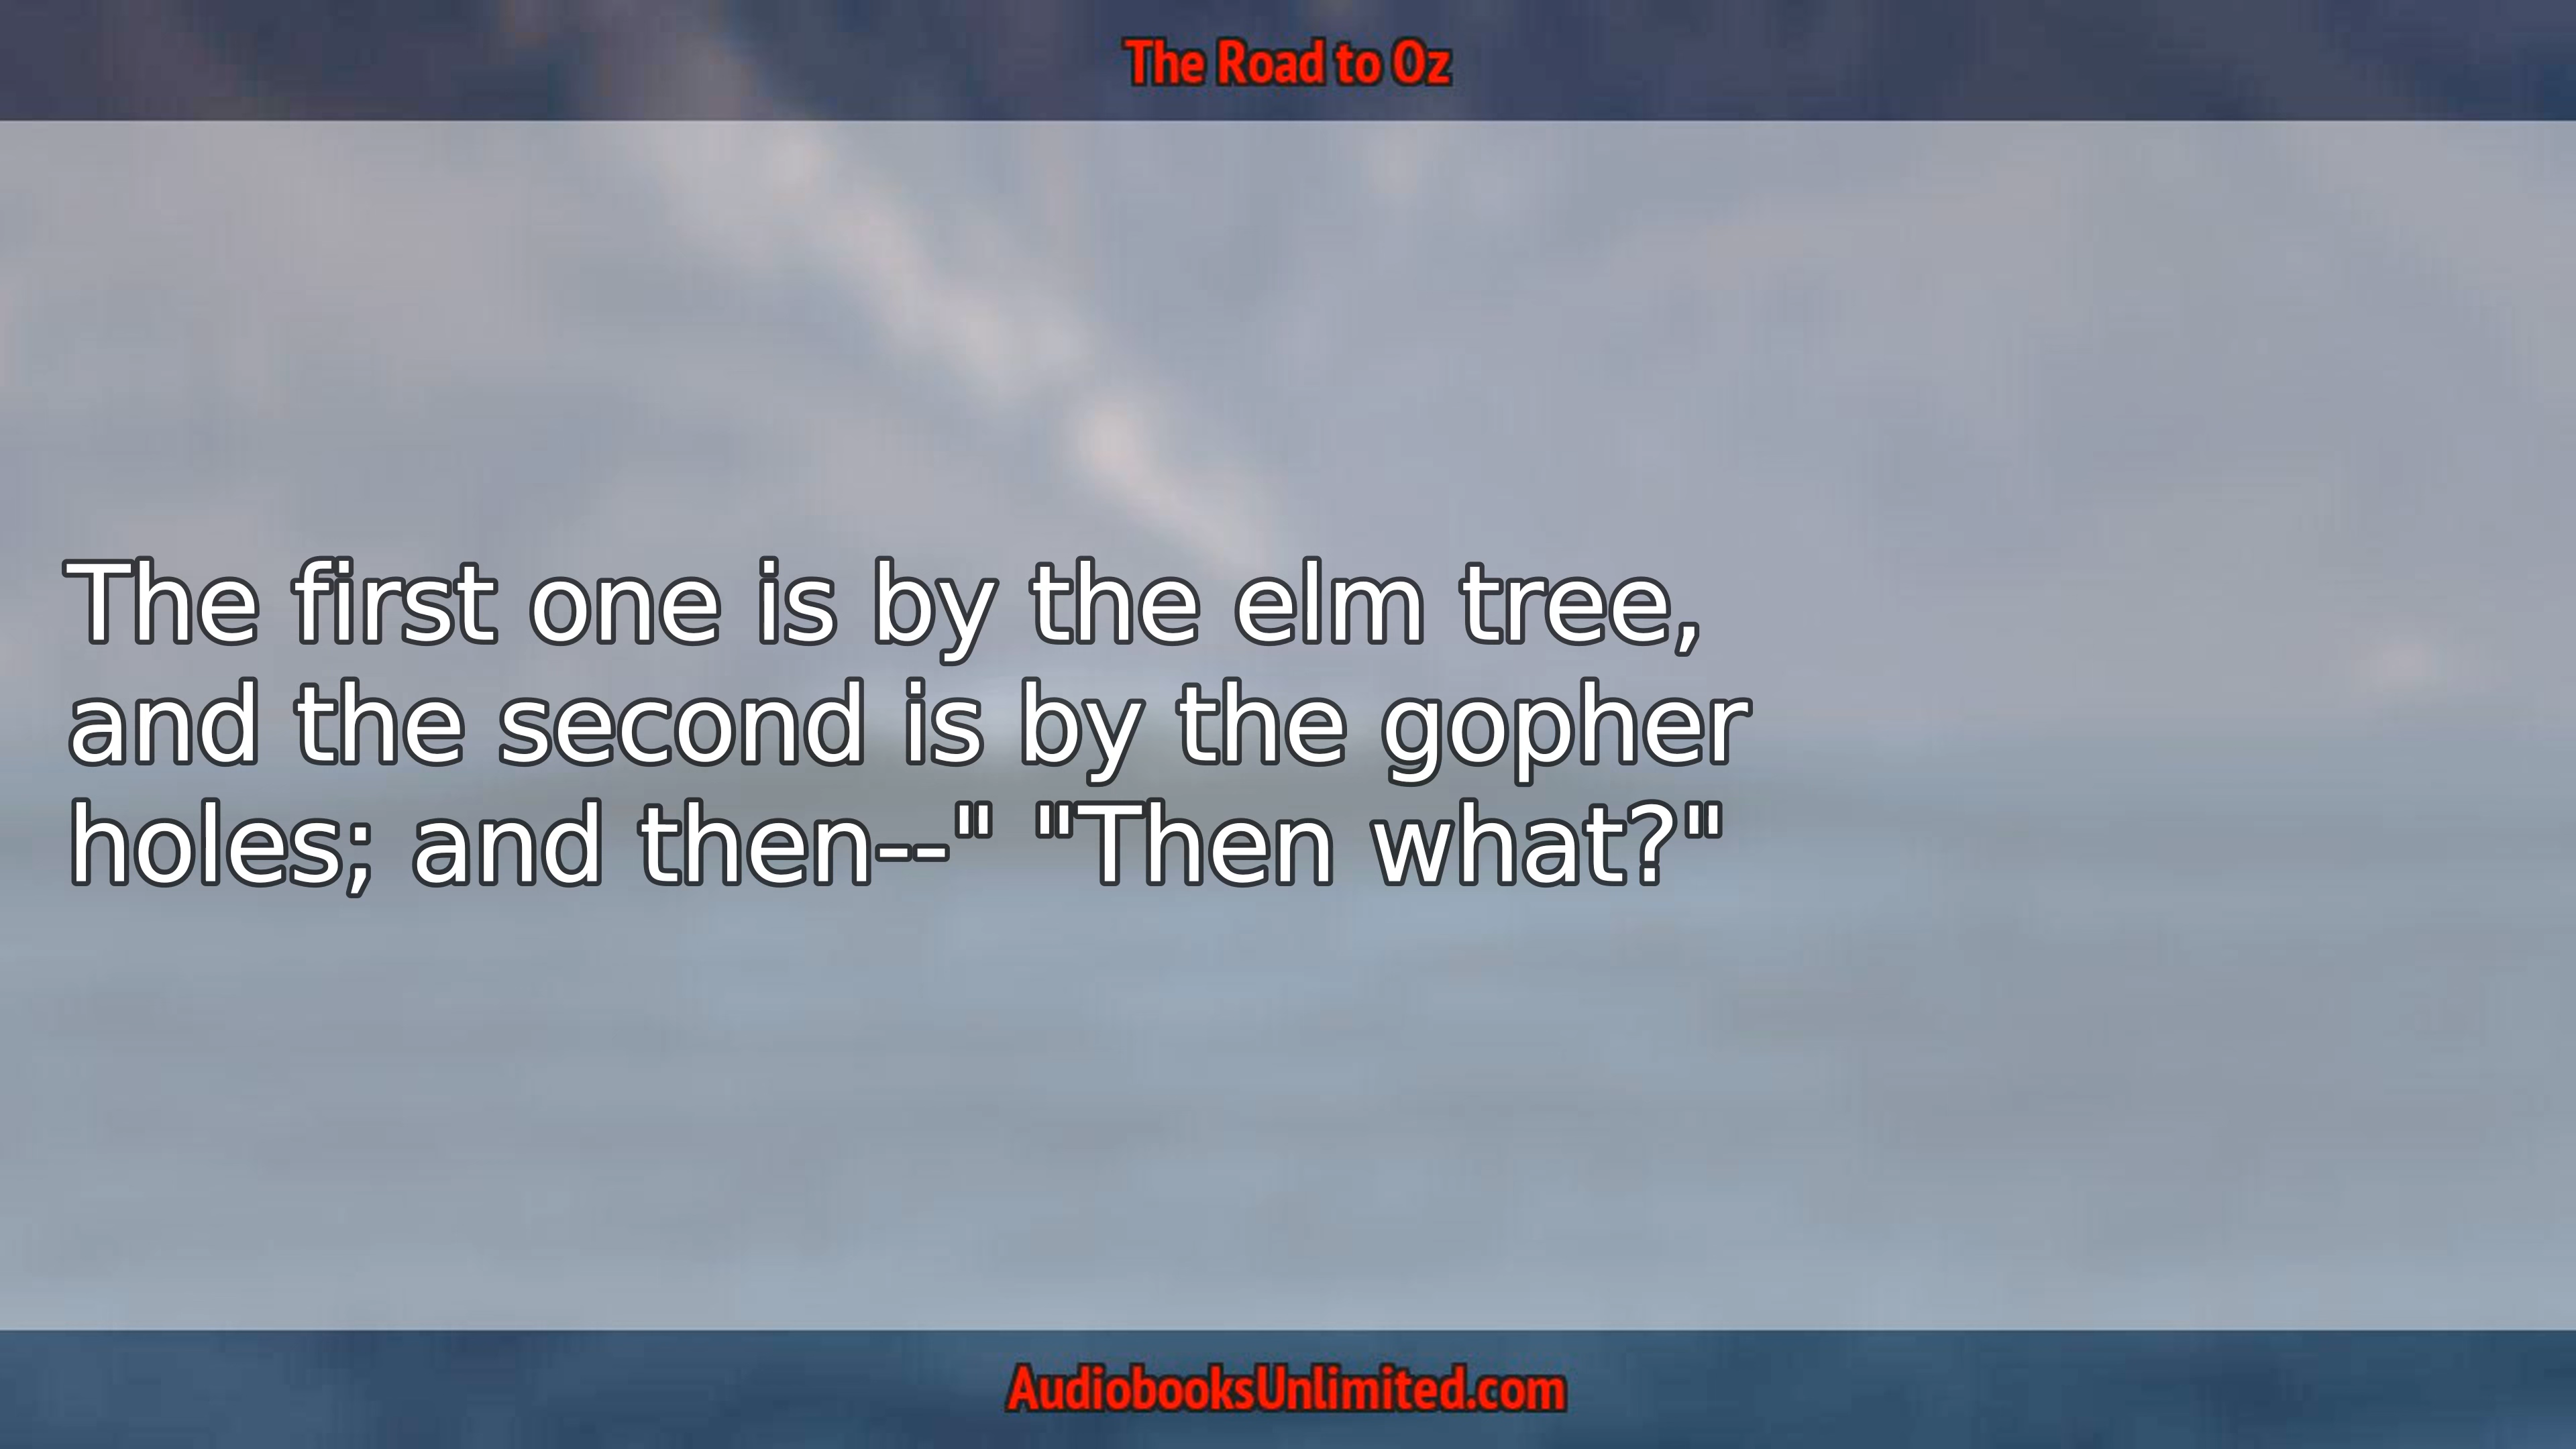 The Road to Oz
The first one is by the elm tree,
and the second is by the gopher
holes; and then--" "Then what?"
AudiobooksUnlimited.com